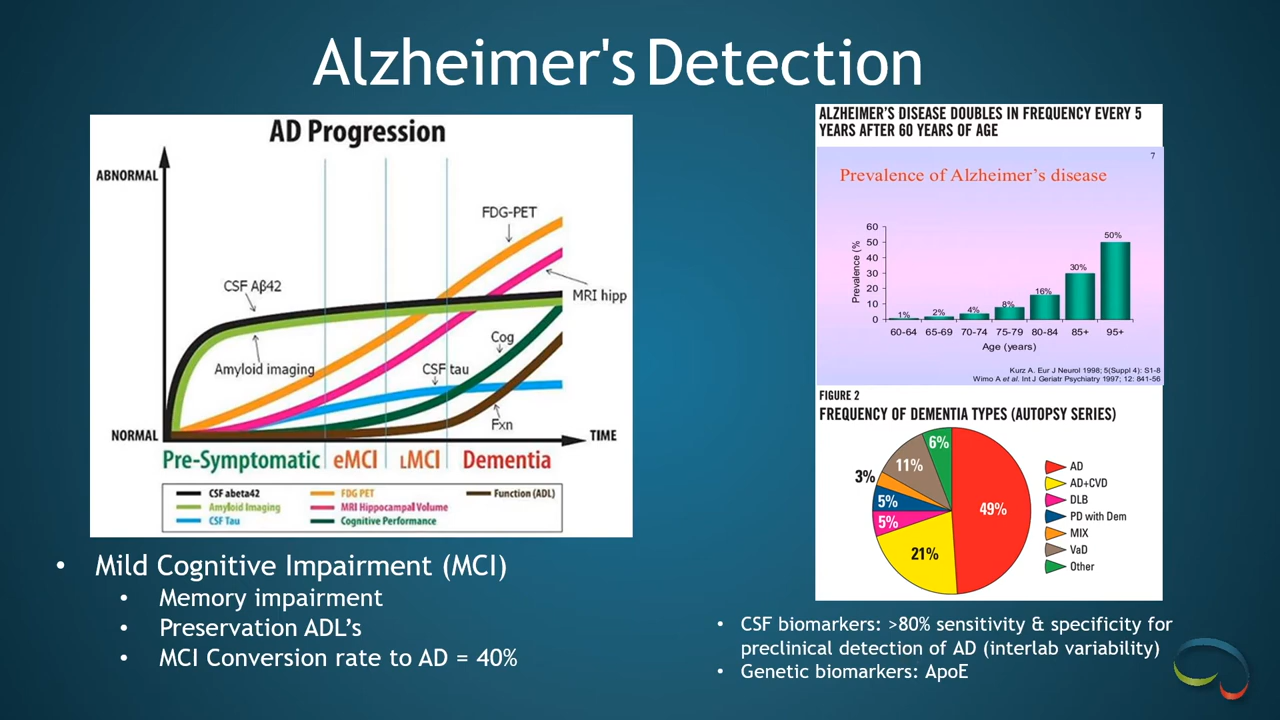 Alzheimer's Detection
AD Progression
ABNORMAL
FDG-PET
CSF Aβ42
MRI hipp
Cog
Amyloid imaging
CSF tau
Fxn
NORMAL
TIME
Pre-Symptomatic eMCI LMCI Dementia
CSF abeta42 FDG PET Function (ADL)
Amyloid Imaging MRI Hippocampal Volume
CSF Tau Cognitive Performance
• Mild Cognitive Impairment (MCI)
• Memory impairment
• Preservation ADL’s
• MCI Conversion rate to AD = 40%
ALZHEIMER’S DISEASE DOUBLES IN FREQUENCY EVERY 5
YEARS AFTER 60 YEARS OF AGE
7
Prevalence of Alzheimer’s disease
Prevalence (%
60
50
40
30
20
10
0
1% 2% 4% 8% 16% 30% 50%
60-64 65-69 70-74 75-79 80-84 85+ 95+
Age (years)
Kurz A. Eur J Neurol 1998; 5(Suppl 4): S1-8
Wimo A et al. Int J Geriatr Psychiatry 1997; 12: 841-56
FIGURE 2
FREQUENCY OF DEMENTIA TYPES (AUTOPSY SERIES)
6%
11%
3%
5%
5%
21%
49%
AD
AD+CVD
DLB
PD with Dem
MIX
VaD
Other
• CSF biomarkers: >80% sensitivity & specificity for
preclinical detection of AD (interlab variability)
• Genetic biomarkers: ApoE